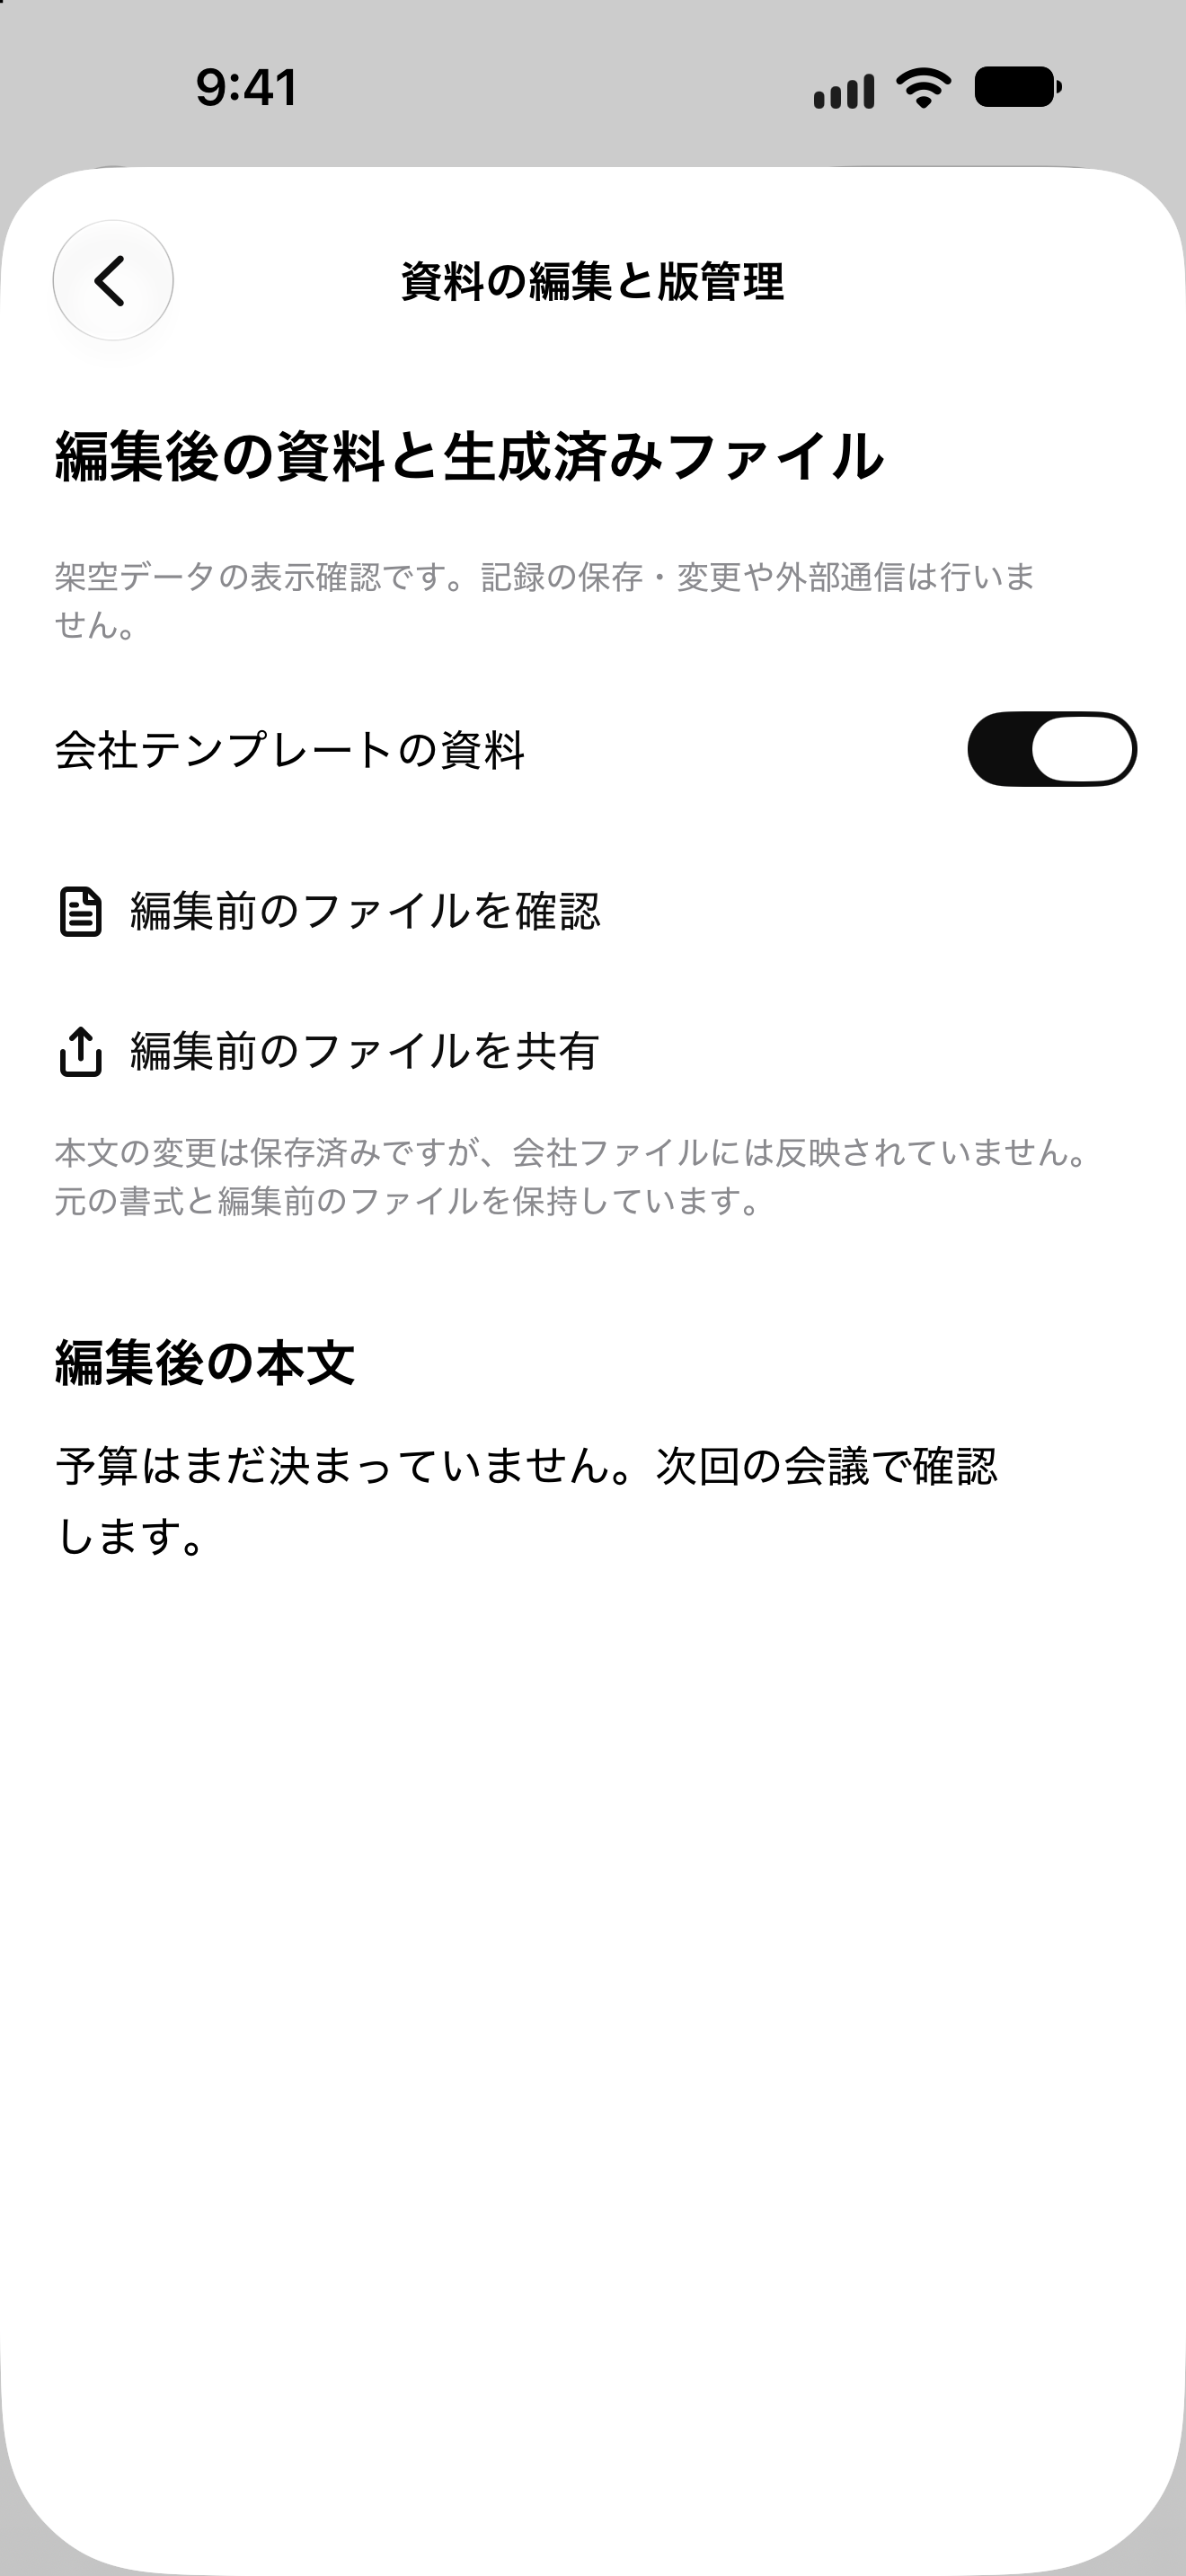 9:41
資料の編集と版管理
編集後の資料と生成済みファイル
架空データの表示確認です。記録の保存・変更や外部通信は行いま
せん。
会社テンプレートの資料
編集前のファイルを確認
編集前のファイルを共有
本文の変更は保存済みですが、会社ファイルには反映されていません。
元の書式と編集前のファイルを保持しています。
編集後の本文
予算はまだ決まっていません。次回の会議で確認
します。